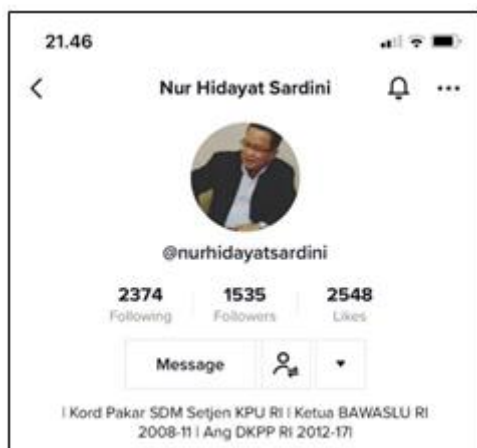 21.46
Nur Hidayat Sardini
@nurhidayatsardini
2374 1535 2548
Following Followers Likes
Message
| Kord Pakar SDM Setjen KPU RI | Ketua BAWASLU RI
2008-11 | Ang DKPP RI 2012-17|